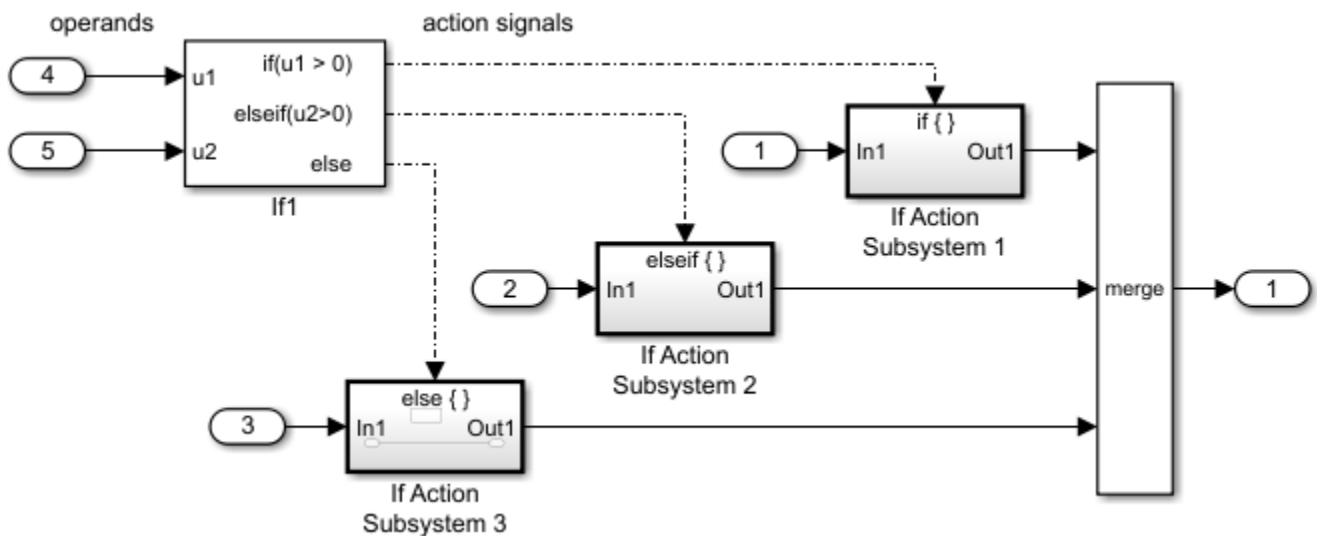 operands
action signals
4
u1
if(u1 > 0)
elseif(u2>0)
5
u2
else
If1
if { }
1
In1
Out1
If Action
Subsystem 1
elseif { }
2
In1
Out1
If Action
Subsystem 2
merge
1
else { }
3
In1
Out1
If Action
Subsystem 3